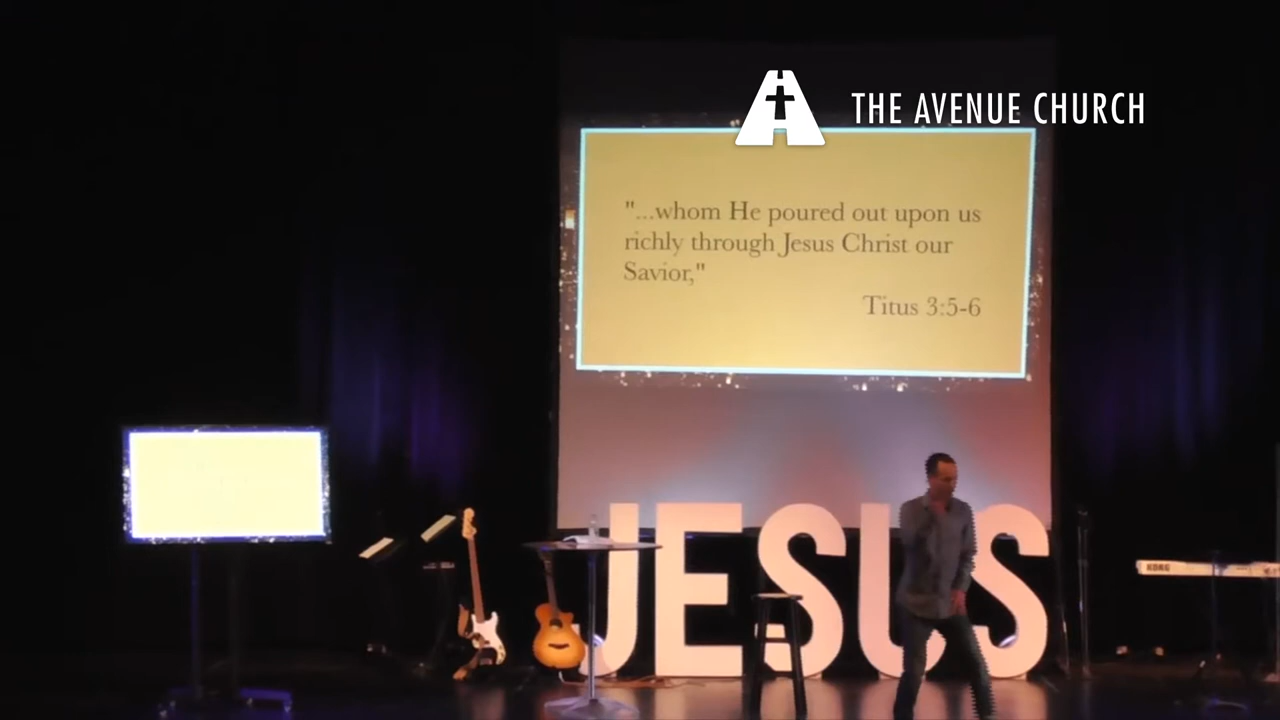 THE AVENUE CHURCH
"...whom He poured out upon us
richly through Jesus Christ our
Savior,"
Titus 3:5-6
JESUS
KORG